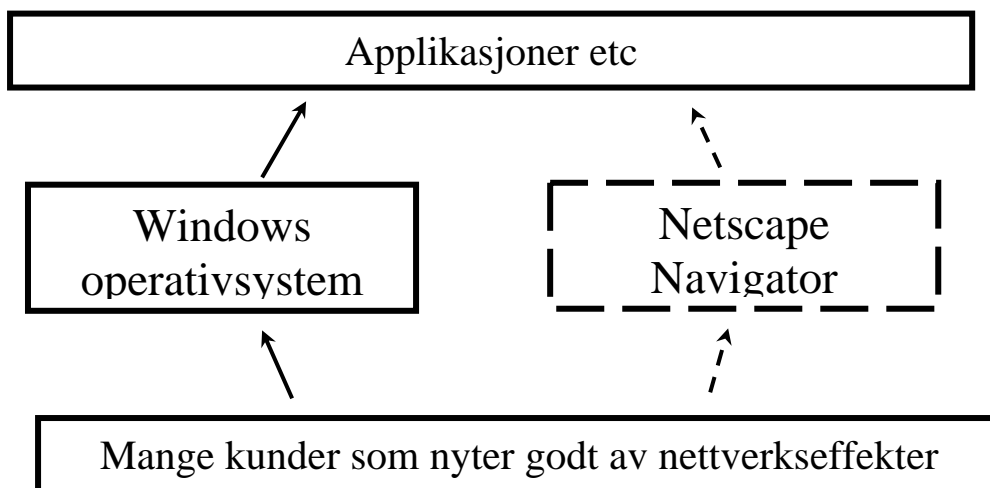 Applikasjoner etc
Windows
operativsystem
Netscape
Navigator
Mange kunder som nyter godt av nettverkseffekter